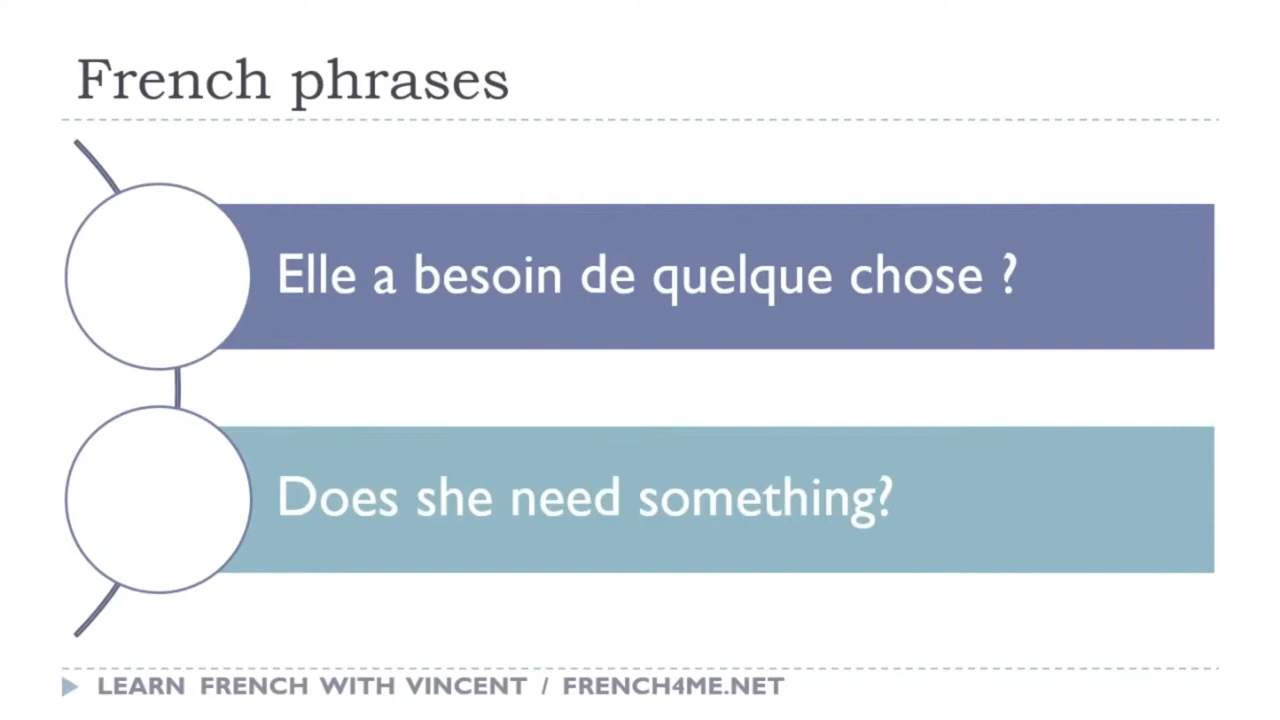 French phrases
Elle a besoin de quelque chose ?
Does she need something?
LEARN FRENCH WITH VINCENT / FRENCH4ME.NET